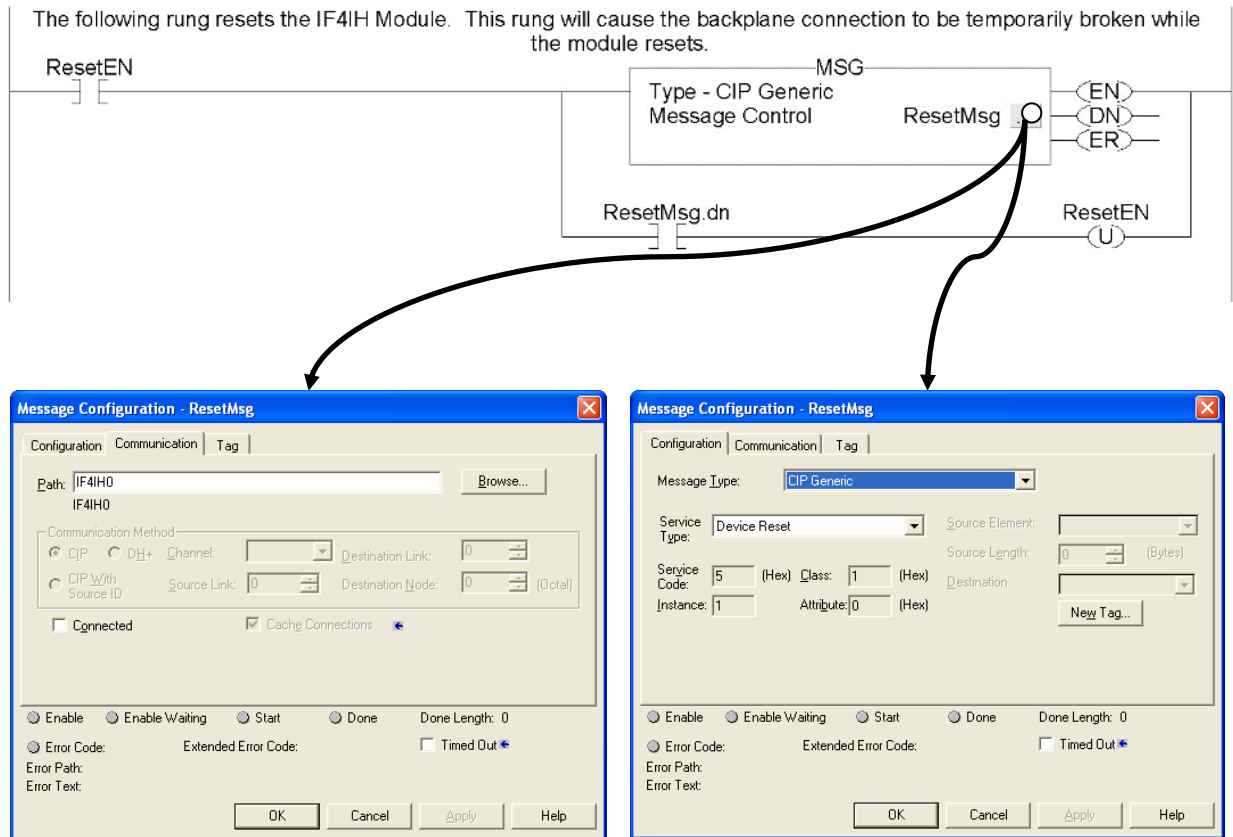 The following rung resets the IF4IH Module.  This rung will cause the backplane connection to be temporarily broken while
the module resets.
ResetEN
MSG
Type - CIP Generic
Message Control ResetMsg ...
EN
DN
ER
ResetMsg.dn ResetEN
U
Message Configuration - ResetMsg
Configuration Communication Tag
Path: IF4IH0 Browse...
IF4IH0
Communication Method
CIP DH+ Channel: Destination Link: 0
CIP With
Source ID Source Link: 0 Destination Node: 0 (Octal)
Connected Cache Connections
Enable Enable Waiting Start Done Done Length: 0
Error Code: Extended Error Code: Timed Out
Error Path:
Error Text:
OK Cancel Apply Help
Message Configuration - ResetMsg
Configuration Communication Tag
Message Type: CIP Generic
Service
Type: Device Reset Source Element:
Source Length: 0 (Bytes)
Service
Code: 5 (Hex) Class: 1 (Hex) Destination
Instance: 1 Attribute: 0 (Hex) New Tag...
Enable Enable Waiting Start Done Done Length: 0
Error Code: Extended Error Code: Timed Out
Error Path:
Error Text:
OK Cancel Apply Help